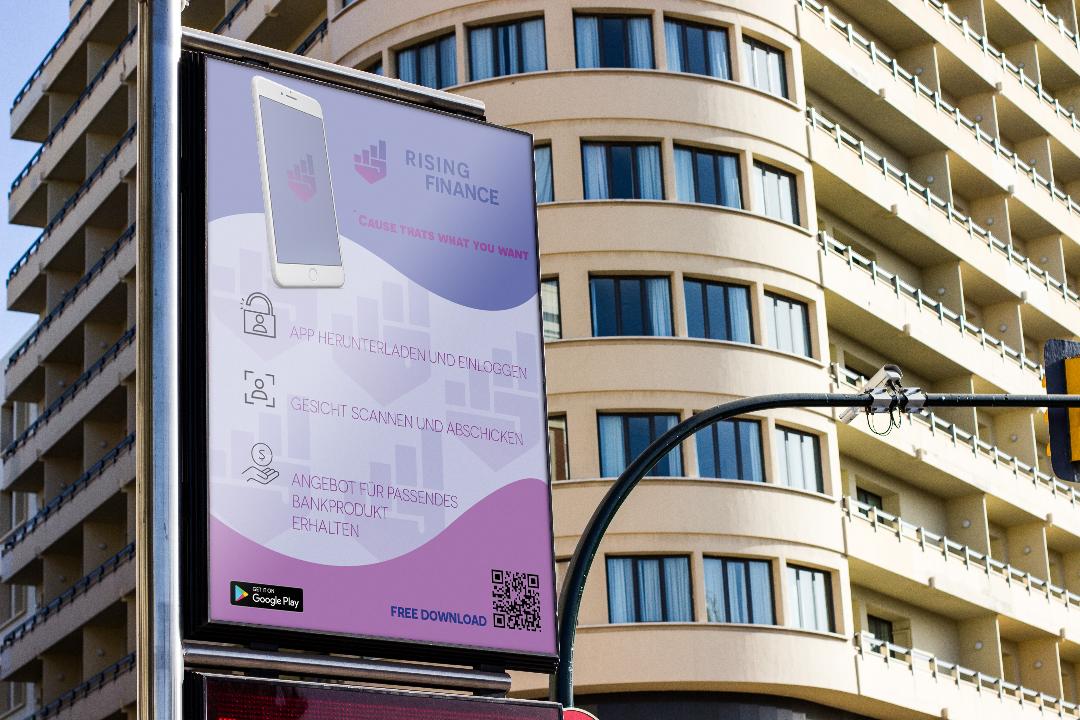 RISING
FINANCE
"CAUSE THATS WHAT YOU WANT
APP HERUNTERLADEN UND EINLOGGEN
GESICHT SCANNEN UND ABSCHICKEN
$
ANGEBOT FÜR PASSENDES
BANKPRODUKT
ERHALTEN
GET IT ON
Google Play
FREE DOWNLOAD